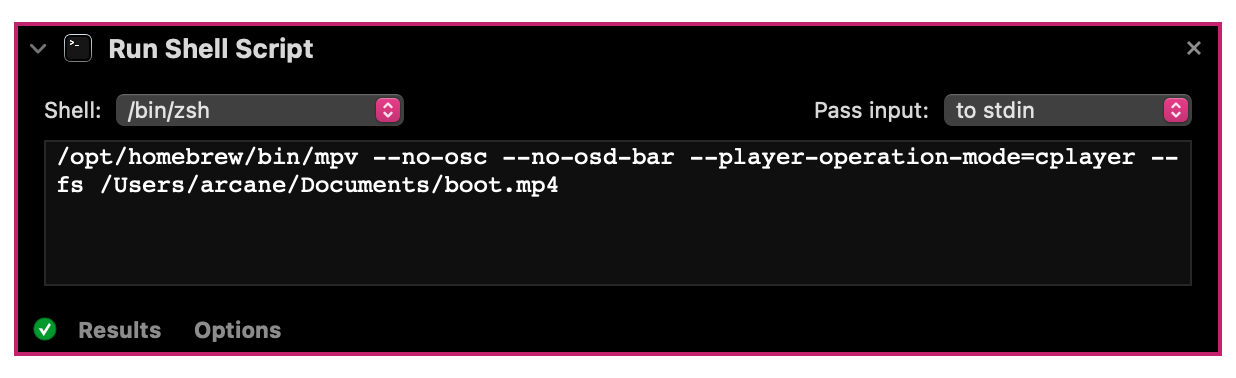 Run Shell Script
Shell: /bin/zsh Pass input: to stdin
/opt/homebrew/bin/mpv --no-osc --no-osd-bar --player-operation-mode=cplayer --
fs /Users/arcane/Documents/boot.mp4
Results Options